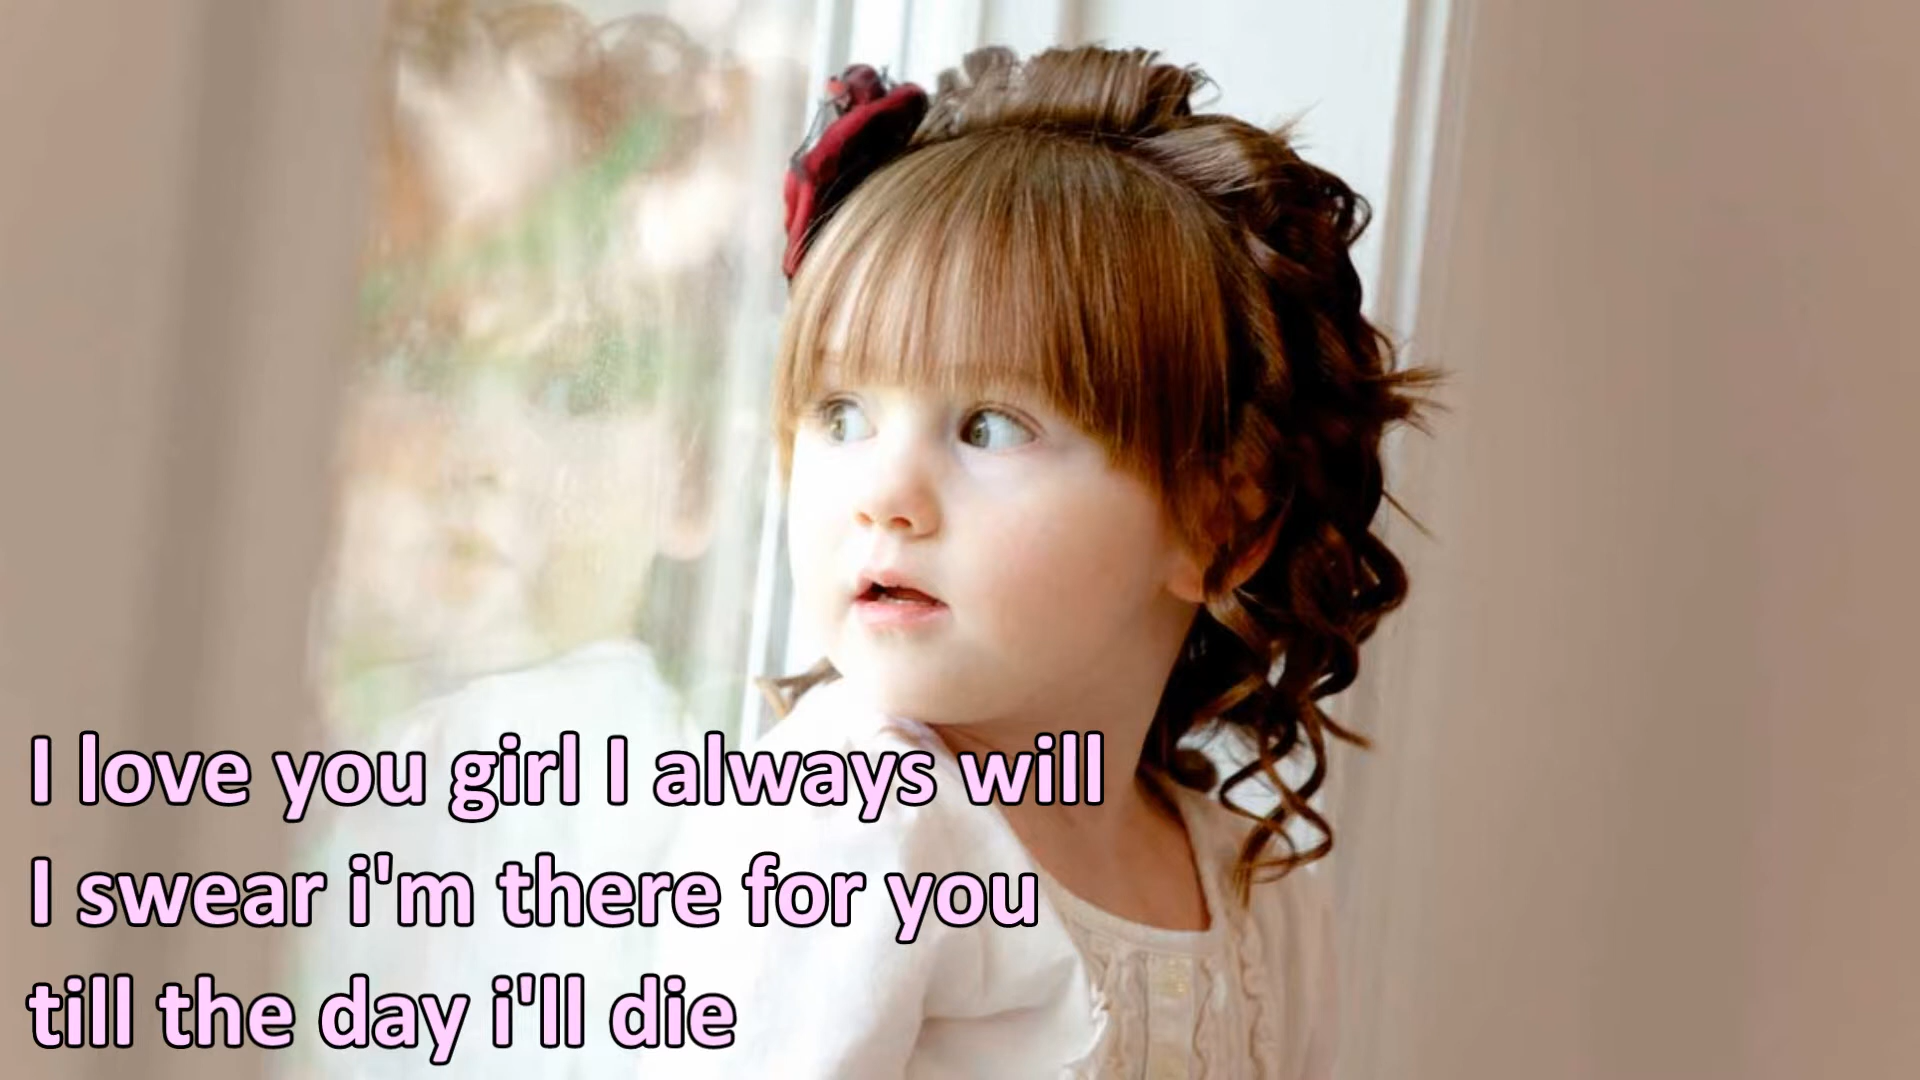 I love you girl I always will
I swear i'm there for you
till the day i'll die